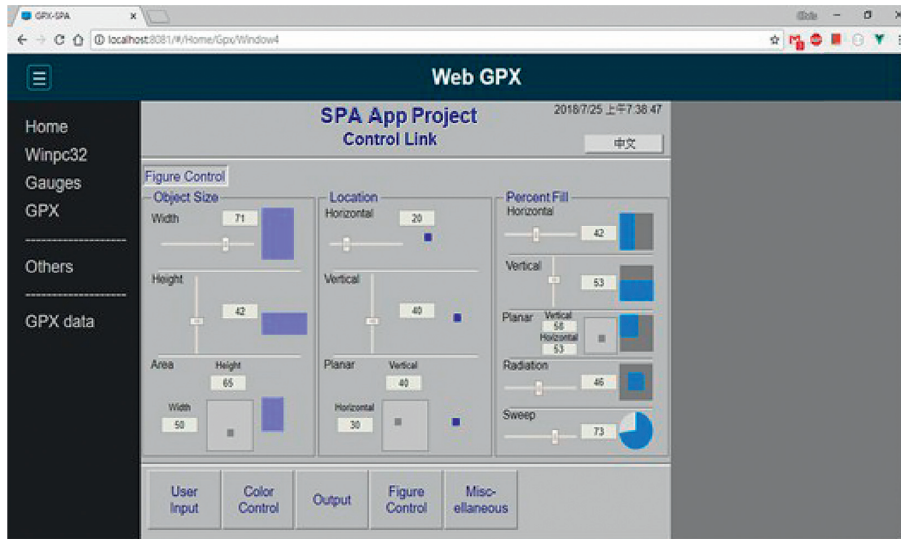 GPX-SPA
localhost:8081/#/Home/Gpx/Window4
Web GPX
Home
Winpc32
Gauges
GPX
--------------------
Others
--------------------
GPX data
SPA App Project
Control Link
2018/7/25 上午7:38:47
中文
Figure Control
Object Size
Width
71
Height
42
Area
Height
65
Width
50
Location
Horizontal
20
Vertical
40
Planar
Vertical
40
Horizontal
30
Percent Fill
Horizontal
42
Vertical
53
Planar
Vertical
58
Horizontal
53
Radiation
46
Sweep
73
User
Input
Color
Control
Output
Figure
Control
Misc-
ellaneous